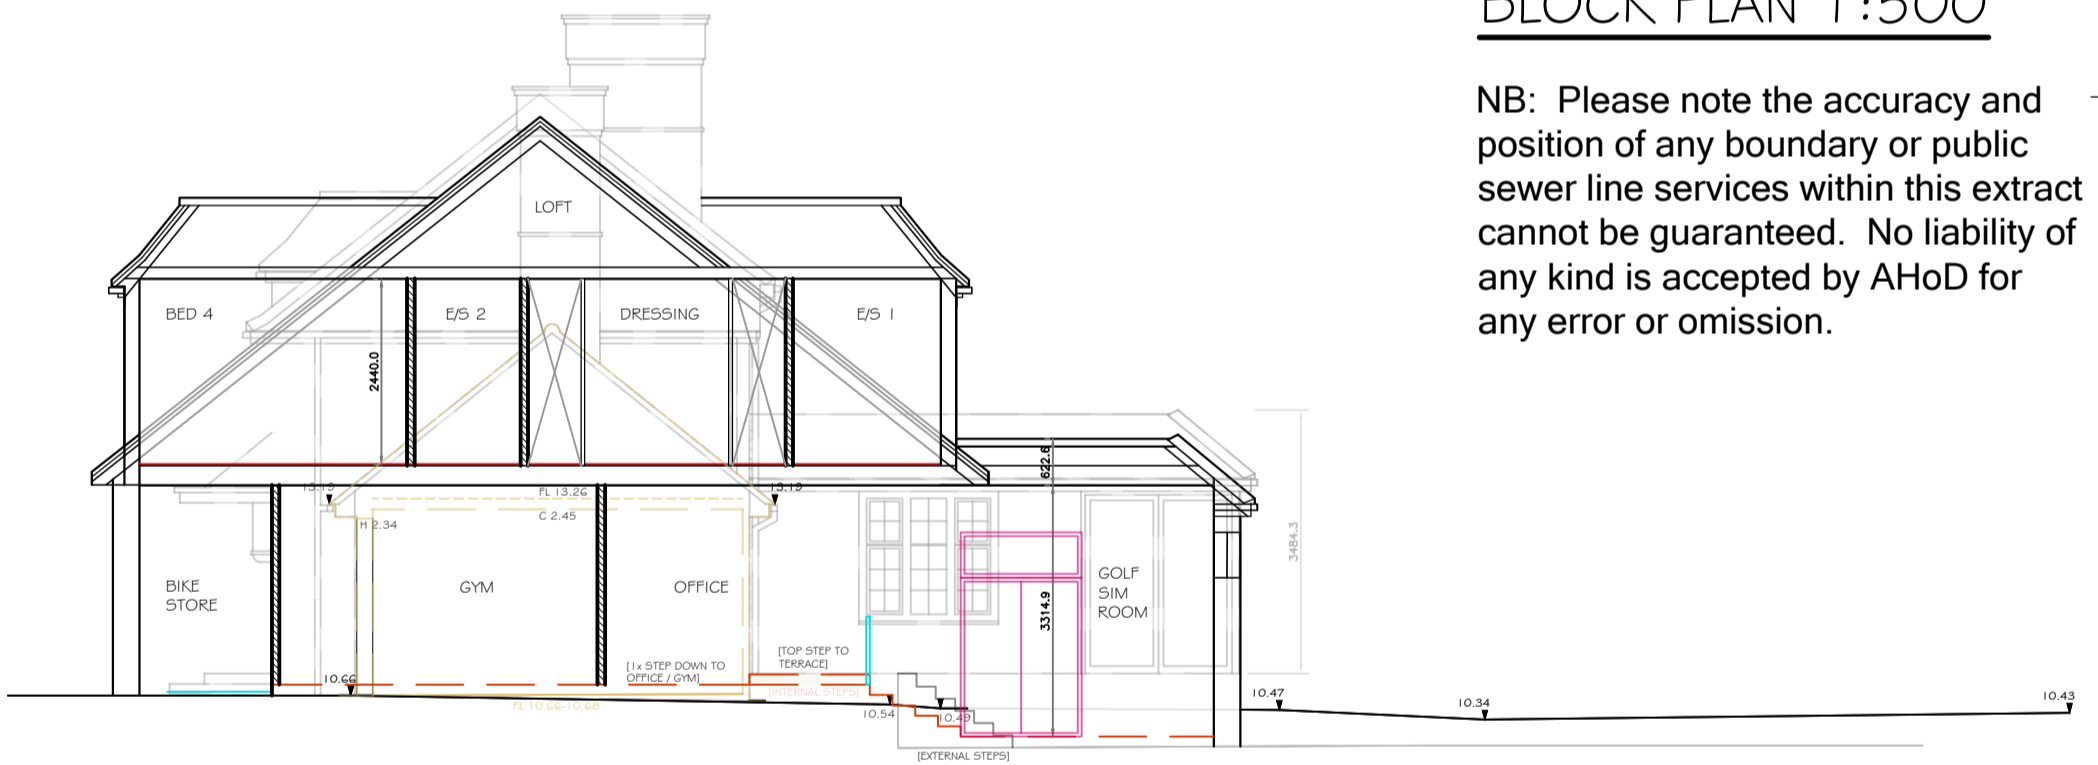 BLOCK PLAN 1:500
NB: Please note the accuracy and
position of any boundary or public
sewer line services within this extract
cannot be guaranteed. No liability of
any kind is accepted by AHoD for
any error or omission.
LOFT
BED 4
E/S 2
DRESSING
E/S 1
2440.0
622.6
13.19
FL 13.26
13.19
H 2.34
C 2.45
3484.3
BIKE
STORE
GYM
OFFICE
GOLF
SIM
ROOM
3314.9
[TOP STEP TO
TERRACE]
[1x STEP DOWN TO
OFFICE / GYM]
10.66
[INTERNAL STEPS]
FL 10.66-10.68
10.54
10.49
10.47
10.34
10.43
[EXTERNAL STEPS]